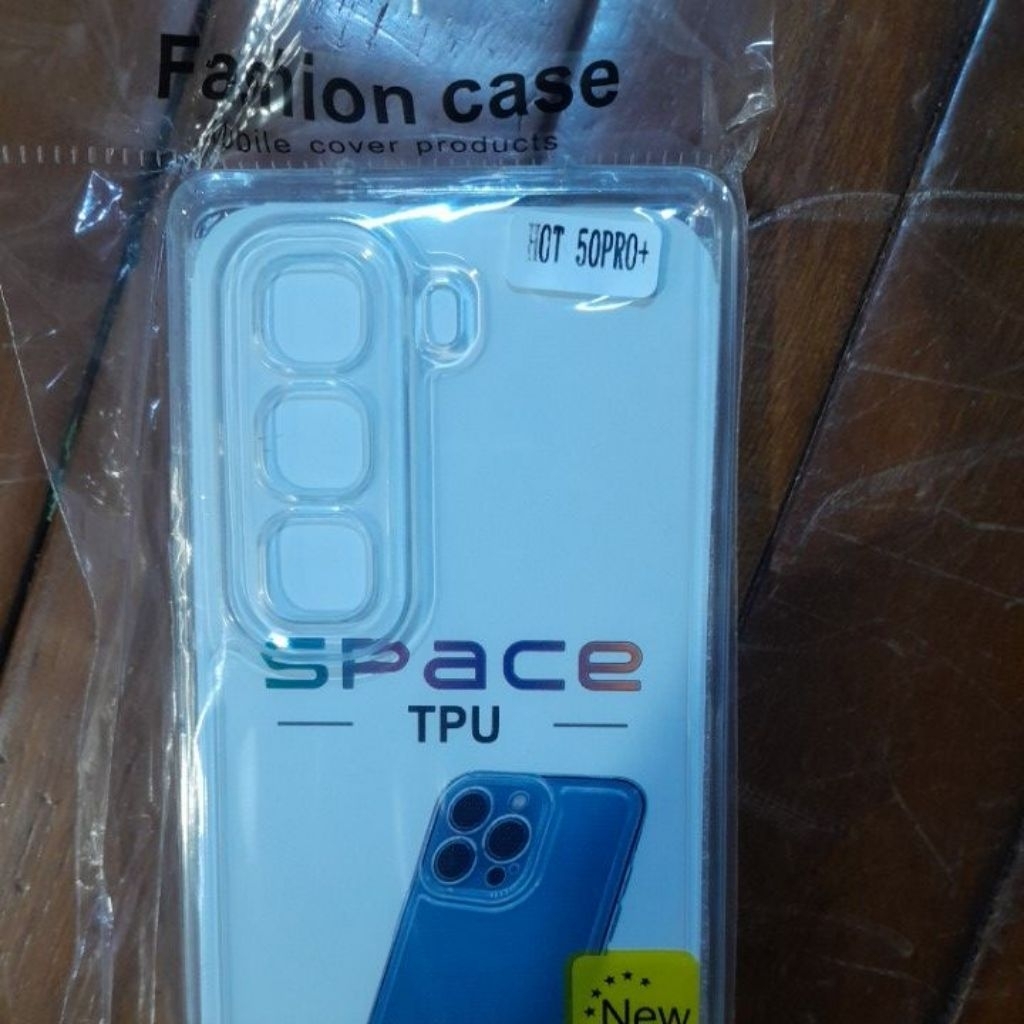 Fashion case
Mobile cover products
HOT 50PRO+
SPACE
TPU
New